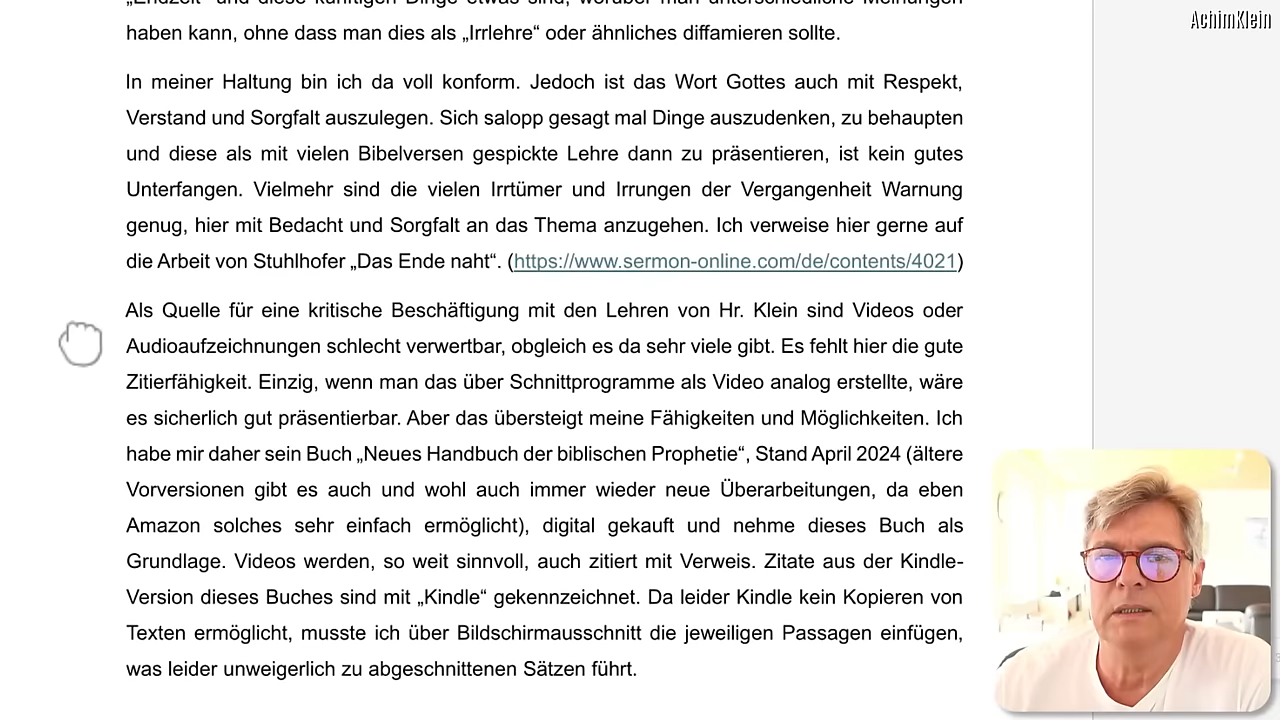 „Endzeit“ und diese künftigen Dinge etwas sind, worüber man unterschiedliche Meinungen
AchimKlein
haben kann, ohne dass man dies als „Irrlehre“ oder ähnliches diffamieren sollte.
In meiner Haltung bin ich da voll konform. Jedoch ist das Wort Gottes auch mit Respekt,
Verstand und Sorgfalt auszulegen. Sich salopp gesagt mal Dinge auszudenken, zu behaupten
und diese als mit vielen Bibelversen gespickte Lehre dann zu präsentieren, ist kein gutes
Unterfangen. Vielmehr sind die vielen Irrtümer und Irrungen der Vergangenheit Warnung
genug, hier mit Bedacht und Sorgfalt an das Thema anzugehen. Ich verweise hier gerne auf
die Arbeit von Stuhlhofer „Das Ende naht“. (https://www.sermon-online.com/de/contents/4021)
Als Quelle für eine kritische Beschäftigung mit den Lehren von Hr. Klein sind Videos oder
Audioaufzeichnungen schlecht verwertbar, obgleich es da sehr viele gibt. Es fehlt hier die gute
Zitierfähigkeit. Einzig, wenn man das über Schnittprogramme als Video analog erstellte, wäre
es sicherlich gut präsentierbar. Aber das übersteigt meine Fähigkeiten und Möglichkeiten. Ich
habe mir daher sein Buch „Neues Handbuch der biblischen Prophetie“, Stand April 2024 (ältere
Vorversionen gibt es auch und wohl auch immer wieder neue Überarbeitungen, da eben
Amazon solches sehr einfach ermöglicht), digital gekauft und nehme dieses Buch als
Grundlage. Videos werden, so weit sinnvoll, auch zitiert mit Verweis. Zitate aus der Kindle-
Version dieses Buches sind mit „Kindle“ gekennzeichnet. Da leider Kindle kein Kopieren von
Texten ermöglicht, musste ich über Bildschirmausschnitt die jeweiligen Passagen einfügen,
was leider unweigerlich zu abgeschnittenen Sätzen führt.